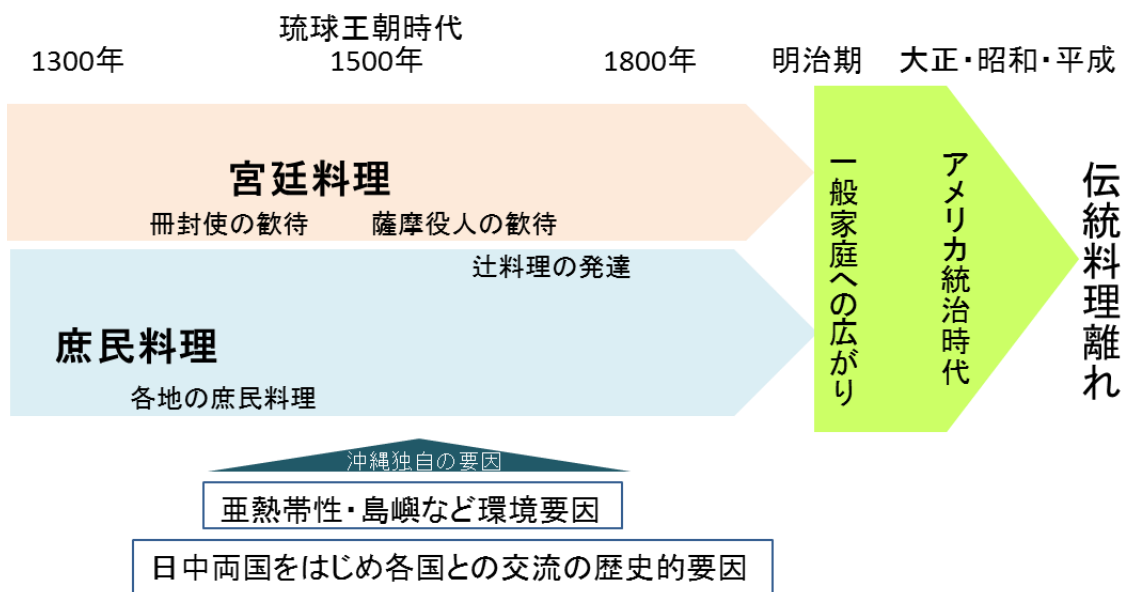 琉球王朝時代
1300年 1500年 1800年 明治期 大正・昭和・平成
宮廷料理
冊封使の歓待 薩摩役人の歓待
辻料理の発達
庶民料理
各地の庶民料理
一般家庭への広がり
アメリカ統治時代
伝統料理離れ
沖縄独自の要因
亜熱帯性・島嶼など環境要因
日中両国をはじめ各国との交流の歴史的要因